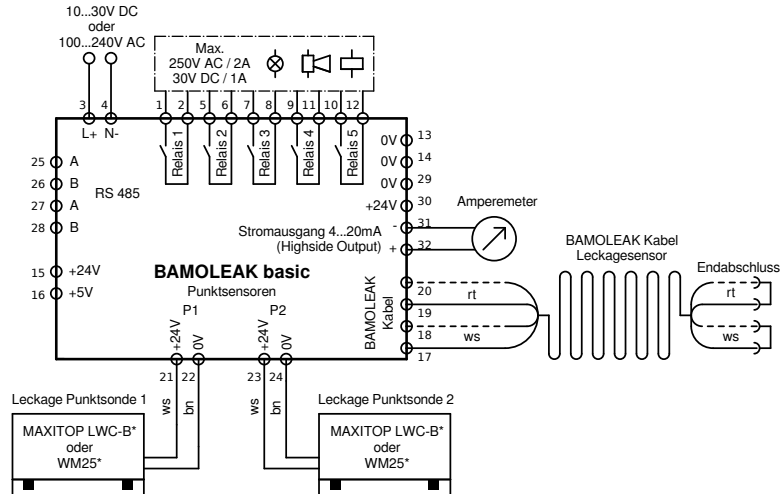 10...30V DC
oder
100...240V AC
Max.
250V AC / 2A
30V DC / 1A
3 4 1 2 5 6 7 8 9 11 10 12
L+ N-
Relais 1
Relais 2
Relais 3
Relais 4
Relais 5
0V 13
0V 14
0V 29
+24V 30
25 A
26 B
27 A
28 B
RS 485
Stromausgang 4...20mA
(Highside Output)
- 31
+ 32
Amperemeter
15 +24V
16 +5V
BAMOLEAK basic
Punktsensoren
P1 P2
+24V 0V +24V 0V
BAMOLEAK
Kabel
20
19
18
17
rt
ws
BAMOLEAK Kabel
Leckagesensor
Endabschluss
rt
ws
21 22 23 24
ws bn ws bn
Leckage Punktsonde 1
MAXITOP LWC-B*
oder
WM25*
Leckage Punktsonde 2
MAXITOP LWC-B*
oder
WM25*